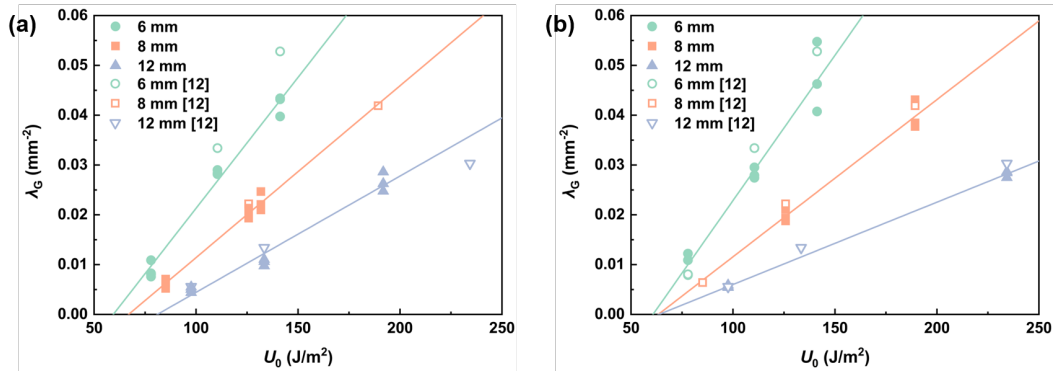 (a)
0.06
0.05
0.04
0.03
0.02
0.01
0.00
λG (mm-2)
6 mm
8 mm
12 mm
6 mm [12]
8 mm [12]
12 mm [12]
50 100 150 200 250
U0 (J/m2)
(b)
0.06
0.05
0.04
0.03
0.02
0.01
0.00
λG (mm-2)
6 mm
8 mm
12 mm
6 mm [12]
8 mm [12]
12 mm [12]
50 100 150 200 250
U0 (J/m2)